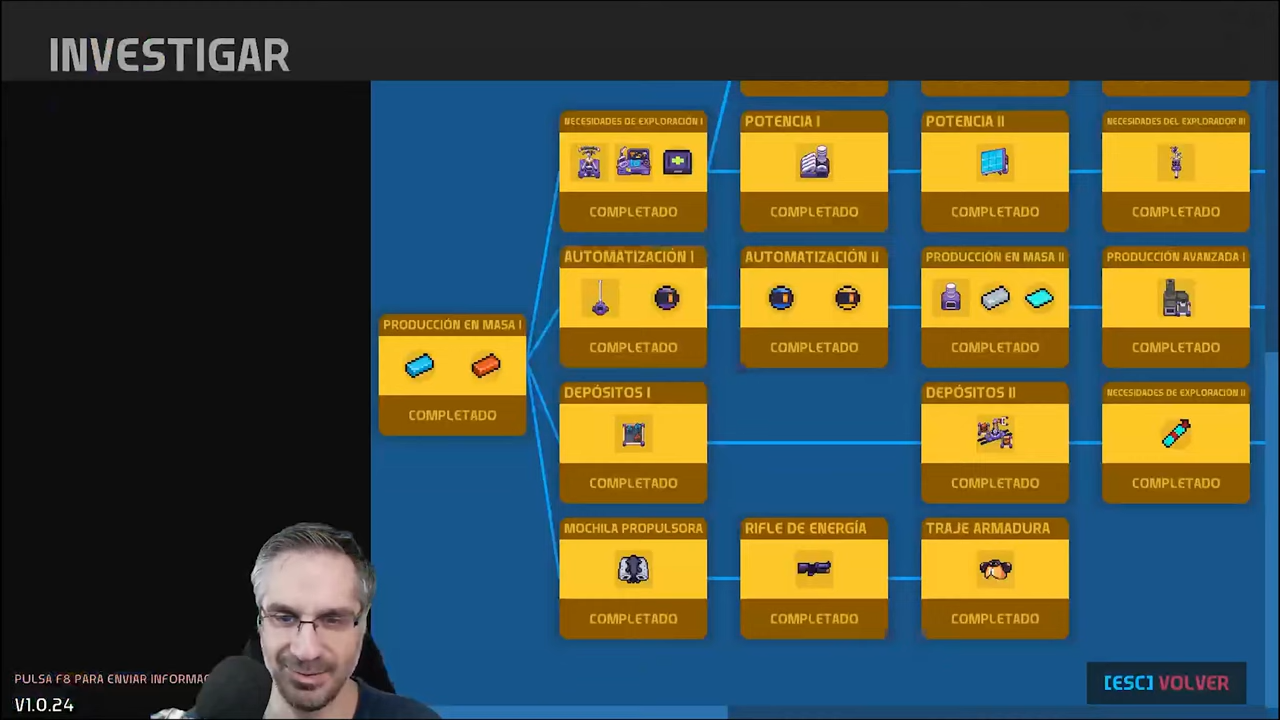 INVESTIGAR
NECESIDADES DE EXPLORACIÓN I
COMPLETADO
POTENCIA I
COMPLETADO
POTENCIA II
COMPLETADO
NECESIDADES DEL EXPLORADOR III
COMPLETADO
AUTOMATIZACIÓN I
COMPLETADO
AUTOMATIZACIÓN II
COMPLETADO
PRODUCCIÓN EN MASA II
COMPLETADO
PRODUCCIÓN AVANZADA I
COMPLETADO
PRODUCCIÓN EN MASA I
COMPLETADO
DEPÓSITOS I
COMPLETADO
DEPÓSITOS II
COMPLETADO
NECESIDADES DE EXPLORACIÓN II
COMPLETADO
MOCHILA PROPULSORA
COMPLETADO
RIFLE DE ENERGÍA
COMPLETADO
TRAJE ARMADURA
COMPLETADO
PULSA F8 PARA ENVIAR INFORMAC
V1.0.24
[ESC] VOLVER